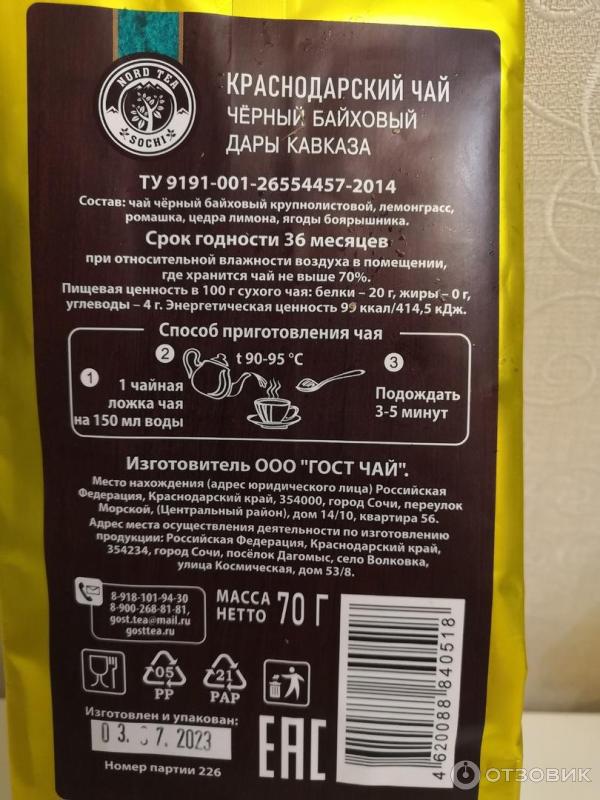 NORD TEA
SOCHI
КРАСНОДАРСКИЙ ЧАЙ
ЧЁРНЫЙ БАЙХОВЫЙ
ДАРЫ КАВКАЗА
ТУ 9191-001-26554457-2014
Состав: чай чёрный байховый крупнолистовой, лемонграсс,
ромашка, цедра лимона, ягоды боярышника.
Срок годности 36 месяцев
при относительной влажности воздуха в помещении,
где хранится чай не выше 70%.
Пищевая ценность в 100 г сухого чая: белки – 20 г, жиры – 0 г,
углеводы – 4 г. Энергетическая ценность 99 ккал/414,5 кДж.
Способ приготовления чая
1
1 чайная
ложка чая
на 150 мл воды
2
t 90-95 °C
3
Подождать
3-5 минут
Изготовитель ООО "ГОСТ ЧАЙ".
Место нахождения (адрес юридического лица) Российская
Федерация, Краснодарский край, 354000, город Сочи, переулок
Морской, (Центральный район), дом 14/10, квартира 56.
Адрес места осуществления деятельности по изготовлению
продукции: Российская Федерация, Краснодарский край,
354234, город Сочи, посёлок Дагомыс, село Волковка,
улица Космическая, дом 53/8.
8-918-101-94-30
8-900-268-81-81,
gost.tea@mail.ru
gosttea.ru
МАССА
НЕТТО
70 Г
05
PP
21
PAP
Изготовлен и упакован:
0 3. 7. 2023
Номер партии 226
EAC
4 620088 840518
ОТЗОВИК